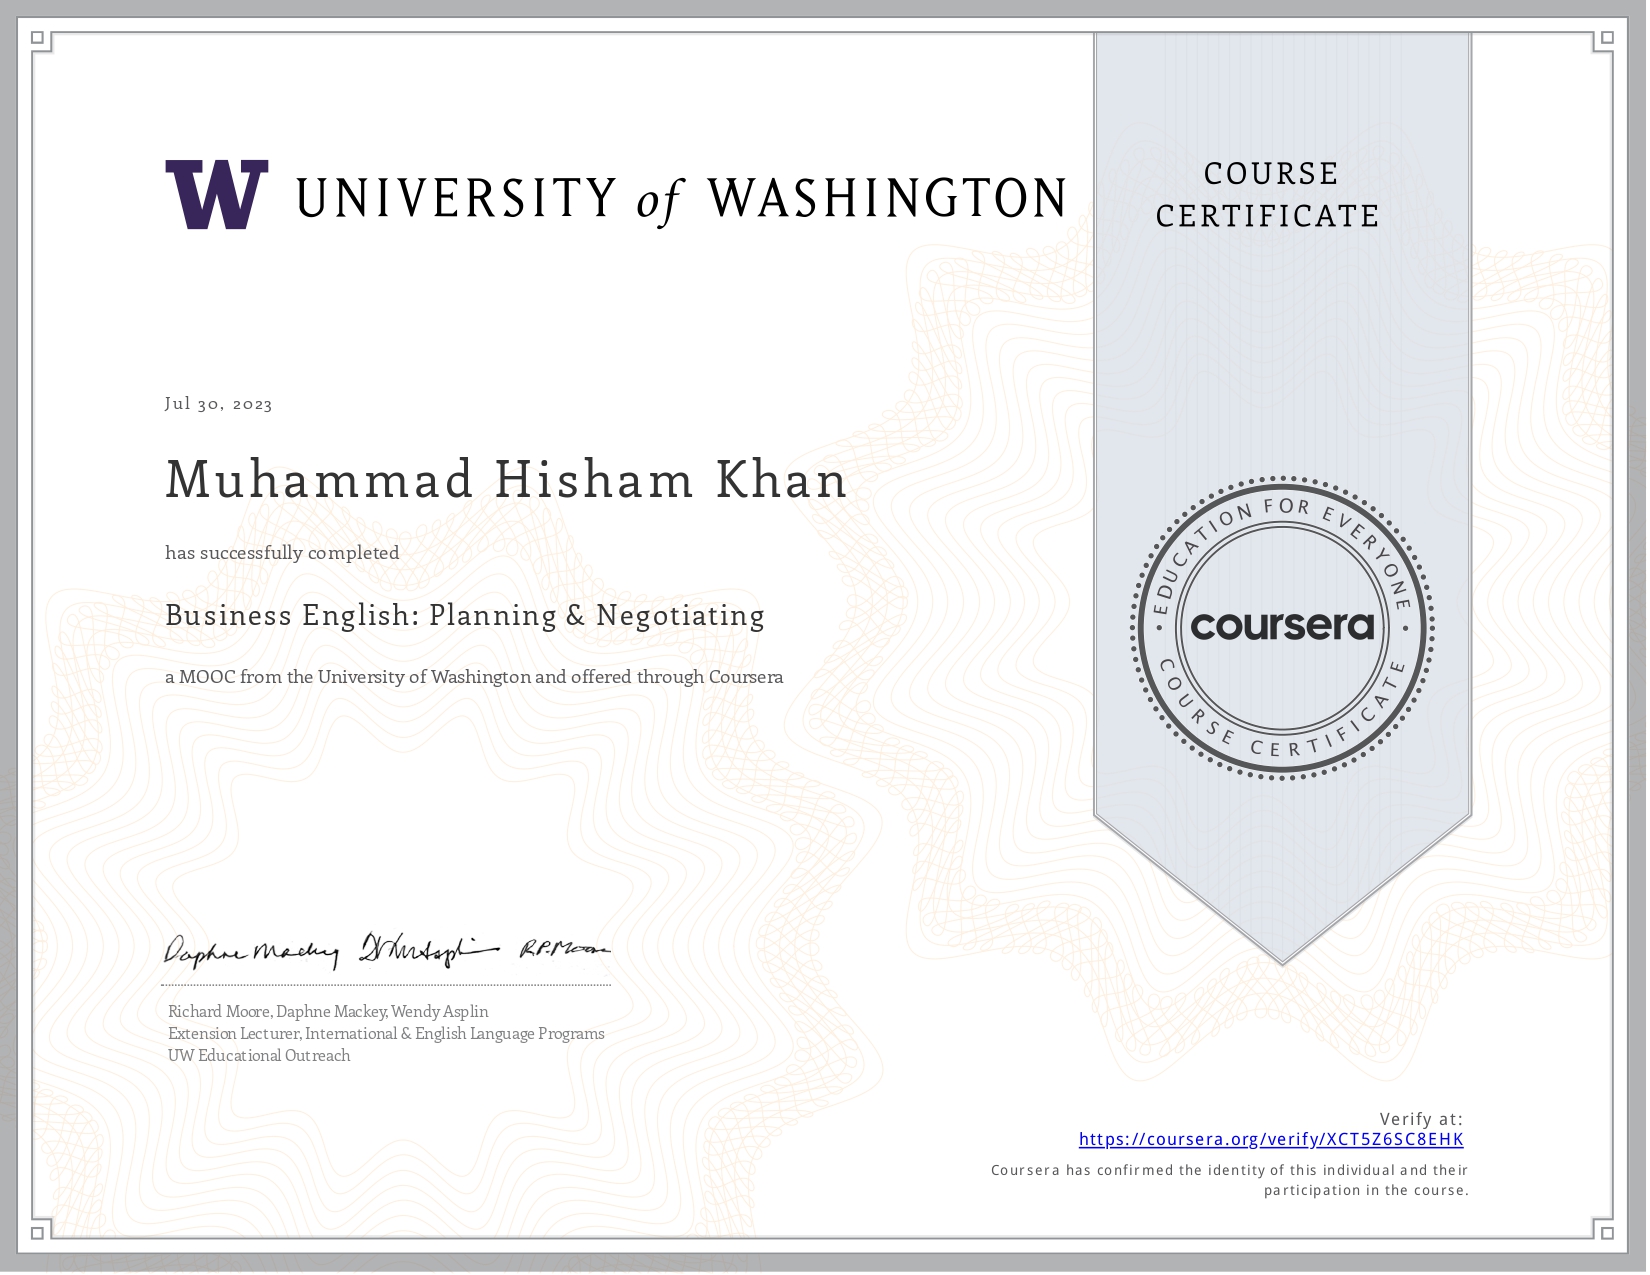 W UNIVERSITY of WASHINGTON
COURSE
CERTIFICATE
Jul 30, 2023
Muhammad Hisham Khan
has successfully completed
Business English: Planning & Negotiating
a MOOC from the University of Washington and offered through Coursera
EDUCATION FOR EVERYONE
coursera
COURSE CERTIFICATE
Daphne Mackey
R.P. Moore
Richard Moore, Daphne Mackey, Wendy Asplin
Extension Lecturer, International & English Language Programs
UW Educational Outreach
Verify at:
https://coursera.org/verify/XCT5Z6SC8EHK
Coursera has confirmed the identity of this individual and their
participation in the course.